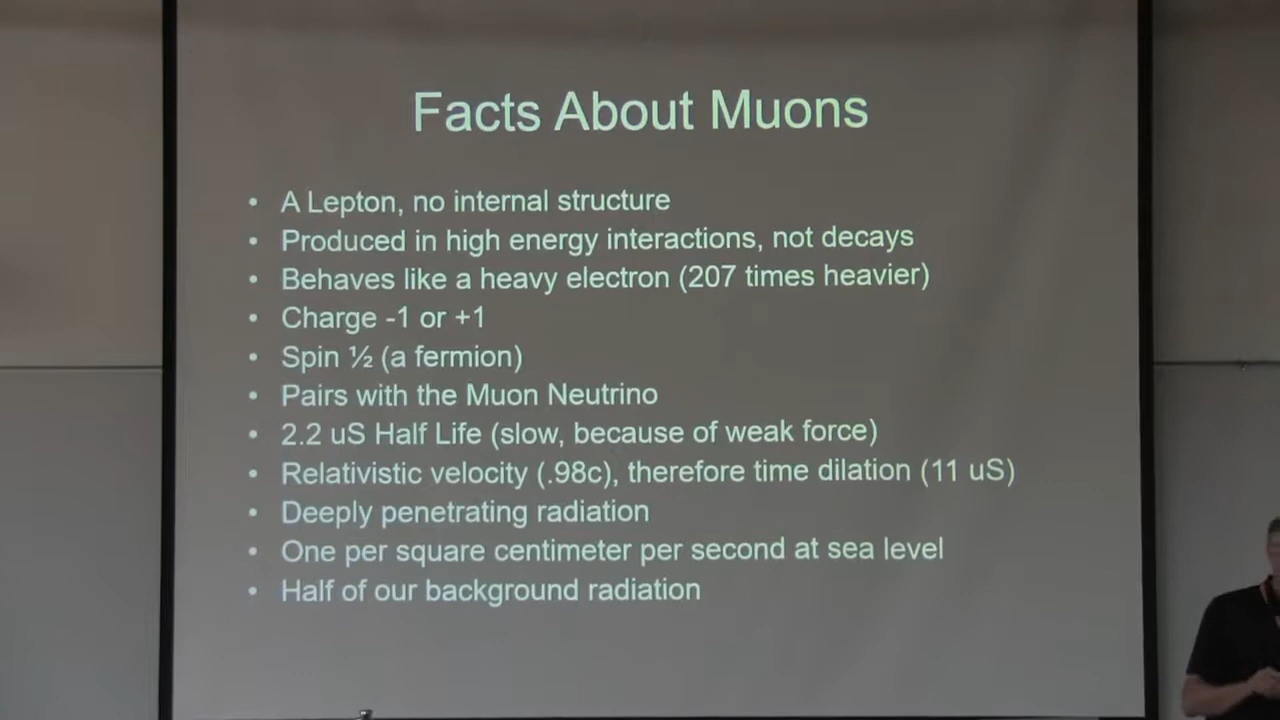 Facts About Muons
• A Lepton, no internal structure
• Produced in high energy interactions, not decays
• Behaves like a heavy electron (207 times heavier)
• Charge -1 or +1
• Spin ½ (a fermion)
• Pairs with the Muon Neutrino
• 2.2 uS Half Life (slow, because of weak force)
• Relativistic velocity (.98c), therefore time dilation (11 uS)
• Deeply penetrating radiation
• One per square centimeter per second at sea level
• Half of our background radiation